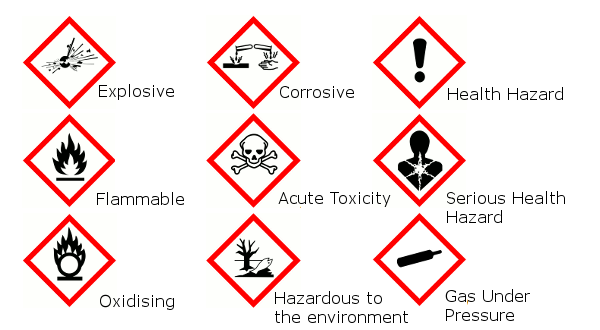 Explosive
Corrosive
Health Hazard
Flammable
Acute Toxicity
Serious Health
Hazard
Oxidising
Hazardous to
the environment
Gas Under
Pressure